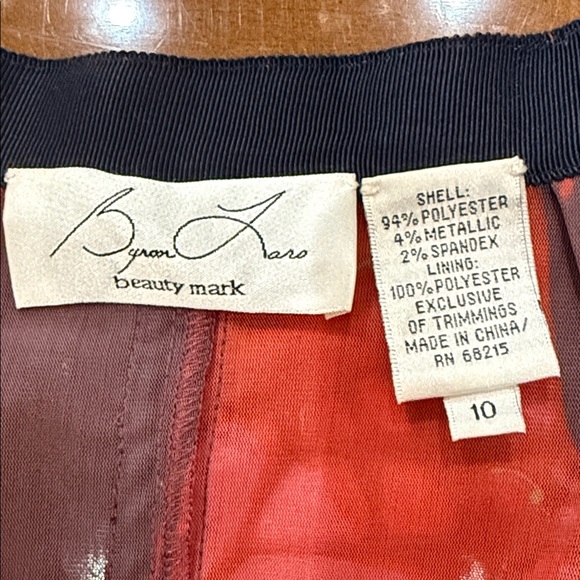 Byron Lars
beauty mark
SHELL:
94% POLYESTER
4% METALLIC
2% SPANDEX
LINING:
100% POLYESTER
EXCLUSIVE
OF TRIMMINGS
MADE IN CHINA/
RN 68215
10